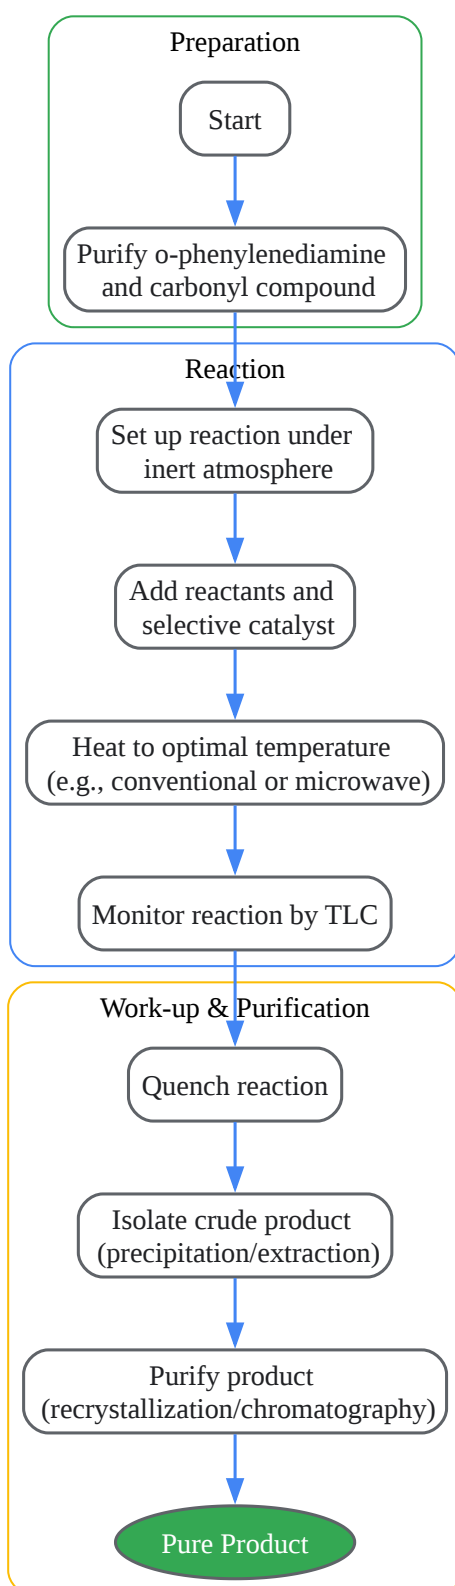 Preparation
Start
Purify o-phenylenediamine
and carbonyl compound
Reaction
Set up reaction under
inert atmosphere
Add reactants and
selective catalyst
Heat to optimal temperature
(e.g., conventional or microwave)
Monitor reaction by TLC
Work-up & Purification
Quench reaction
Isolate crude product
(precipitation/extraction)
Purify product
(recrystallization/chromatography)
Pure Product